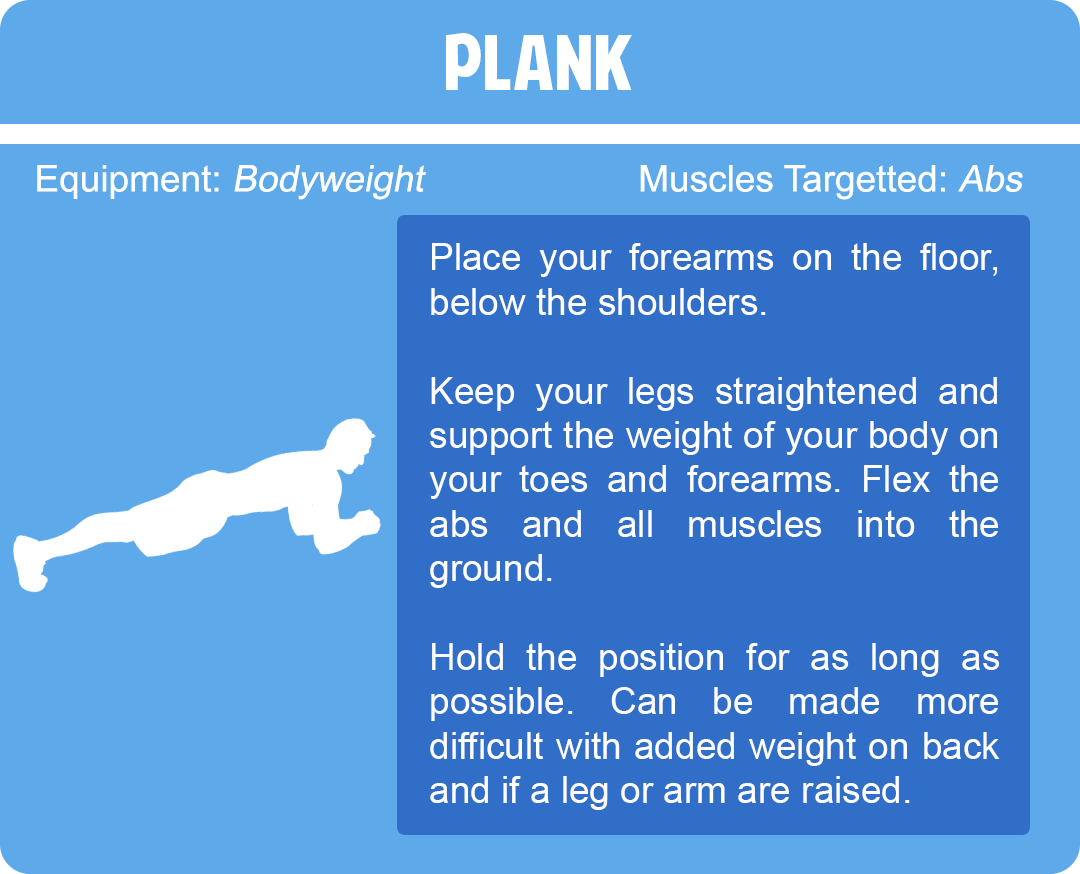 PLANK
Equipment: Bodyweight
Muscles Targetted: Abs
Place your forearms on the floor,
below the shoulders.
Keep your legs straightened and
support the weight of your body on
your toes and forearms. Flex the
abs and all muscles into the
ground.
Hold the position for as long as
possible. Can be made more
difficult with added weight on back
and if a leg or arm are raised.